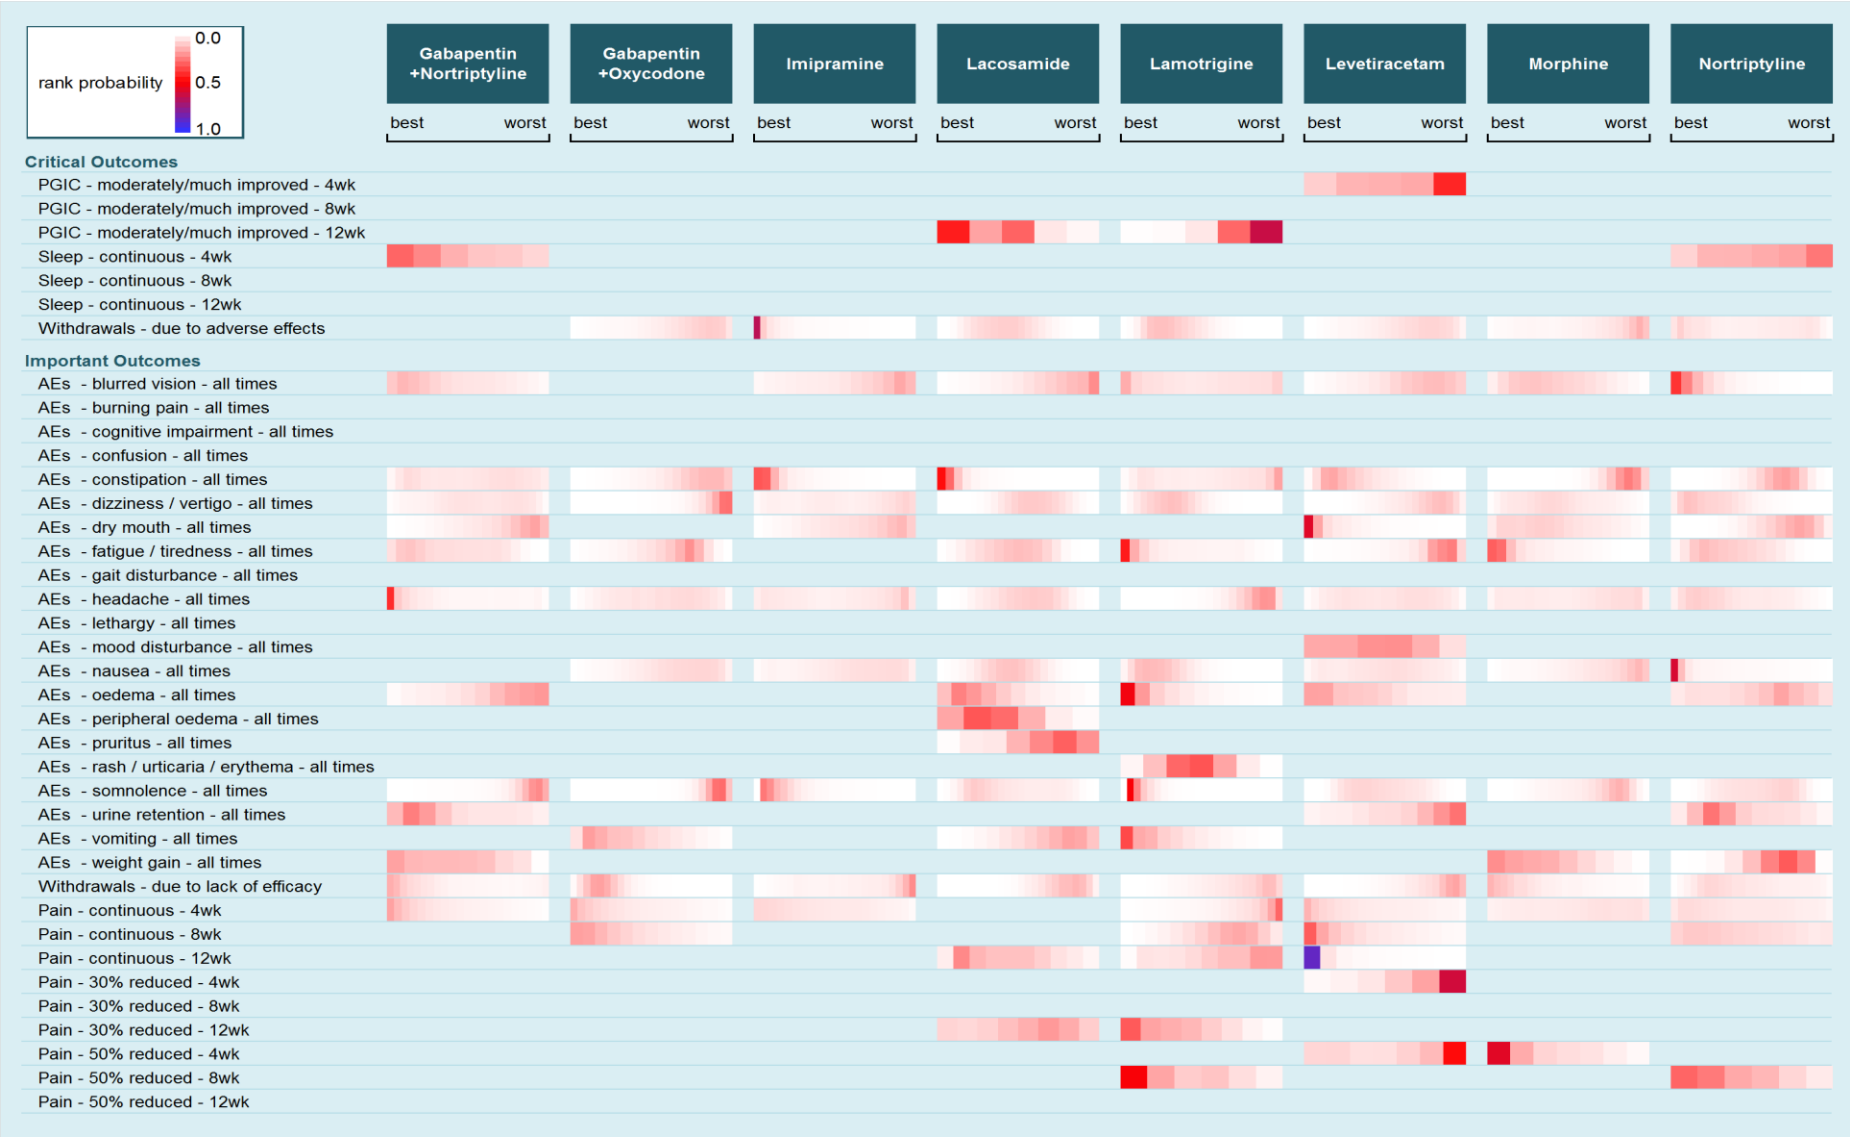 rank probability
0.0
0.5
1.0
Gabapentin
+Nortriptyline
Gabapentin
+Oxycodone
Imipramine
Lacosamide
Lamotrigine
Levetiracetam
Morphine
Nortriptyline
best worst best worst best worst best worst best worst best worst best worst best worst
Critical Outcomes
PGIC - moderately/much improved - 4wk
PGIC - moderately/much improved - 8wk
PGIC - moderately/much improved - 12wk
Sleep - continuous - 4wk
Sleep - continuous - 8wk
Sleep - continuous - 12wk
Withdrawals - due to adverse effects
Important Outcomes
AEs - blurred vision - all times
AEs - burning pain - all times
AEs - cognitive impairment - all times
AEs - confusion - all times
AEs - constipation - all times
AEs - dizziness / vertigo - all times
AEs - dry mouth - all times
AEs - fatigue / tiredness - all times
AEs - gait disturbance - all times
AEs - headache - all times
AEs - lethargy - all times
AEs - mood disturbance - all times
AEs - nausea - all times
AEs - oedema - all times
AEs - peripheral oedema - all times
AEs - pruritus - all times
AEs - rash / urticaria / erythema - all times
AEs - somnolence - all times
AEs - urine retention - all times
AEs - vomiting - all times
AEs - weight gain - all times
Withdrawals - due to lack of efficacy
Pain - continuous - 4wk
Pain - continuous - 8wk
Pain - continuous - 12wk
Pain - 30% reduced - 4wk
Pain - 30% reduced - 8wk
Pain - 30% reduced - 12wk
Pain - 50% reduced - 4wk
Pain - 50% reduced - 8wk
Pain - 50% reduced - 12wk